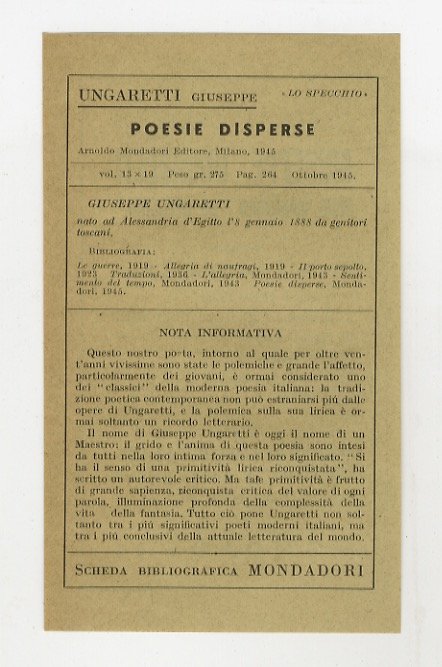 UNGARETTI GIUSEPPE
« LO SPECCHIO »
POESIE DISPERSE
Arnoldo Mondadori Editore, Milano, 1945
vol. 13 × 19 Peso gr. 275 Pag. 264 Ottobre 1945.
GIUSEPPE UNGARETTI
nato ad Alessandria d'Egitto l'8 gennaio 1888 da genitori
toscani.
BIBLIOGRAFIA:
Le guerre, 1919 - Allegria di naufragi, 1919 - Il porto sepolto,
1923 Traduzioni, 1936 - L'allegria, Mondadori, 1943 - Senti-
mento del tempo, Mondadori, 1943 Poesie disperse, Monda-
dori, 1945.
NOTA INFORMATIVA
Questo nostro poeta, intorno al quale per oltre ven-
t'anni vivissime sono state le polemiche e grande l'affetto,
particolarmente dei giovani, è ormai considerato uno
dei "classici" della moderna poesia italiana: la tradi-
zione poetica contemporanea non può estraniarsi piú dalle
opere di Ungaretti, e la polemica sulla sua lirica è or-
mai soltanto un ricordo letterario.
Il nome di Giuseppe Ungaretti è oggi il nome di un
Maestro; il grido e l'anima di questa poesia sono intesi
da tutti nella loro intima forza e nel loro significato. "Si
ha il senso di una primitività lirica riconquistata", ha
scritto un autorevole critico. Ma tale primitività è frutto
di grande sapienza, riconquista critica del valore di ogni
parola, illuminazione profonda della complessità della
vita della fantasia. Tutto ciò pone Ungaretti non sol-
tanto tra i piú significativi poeti moderni italiani, ma
tra i piú conclusivi della attuale letteratura del mondo.
SCHEDA BIBLIOGRAFICA MONDADORI